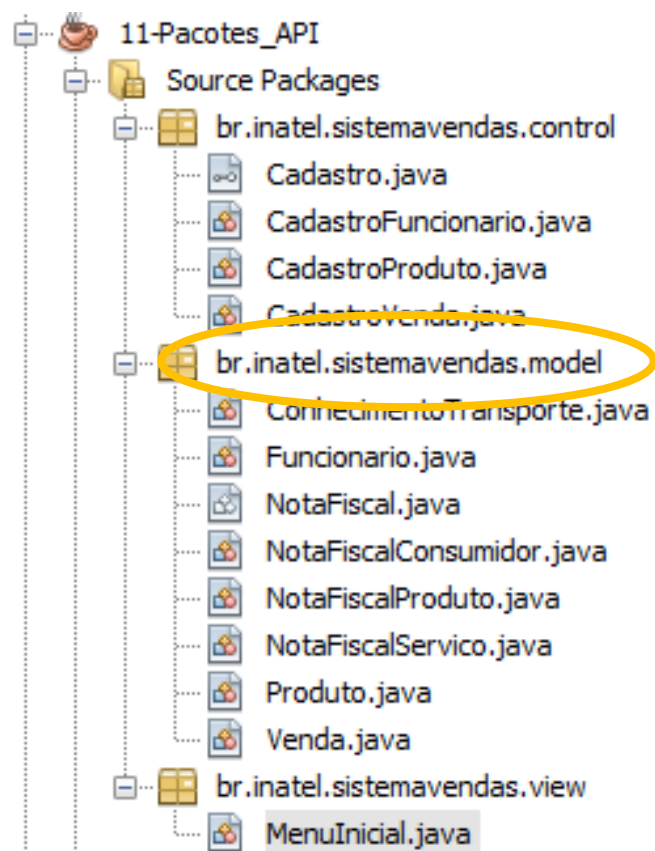 11-Pacotes_API
Source Packages
br.inatel.sistemavendas.control
Cadastro.java
CadastroFuncionario.java
CadastroProduto.java
CadastroVenda.java
br.inatel.sistemavendas.model
ConhecimentoTransporte.java
Funcionario.java
NotaFiscal.java
NotaFiscalConsumidor.java
NotaFiscalProduto.java
NotaFiscalServico.java
Produto.java
Venda.java
br.inatel.sistemavendas.view
MenuInicial.java